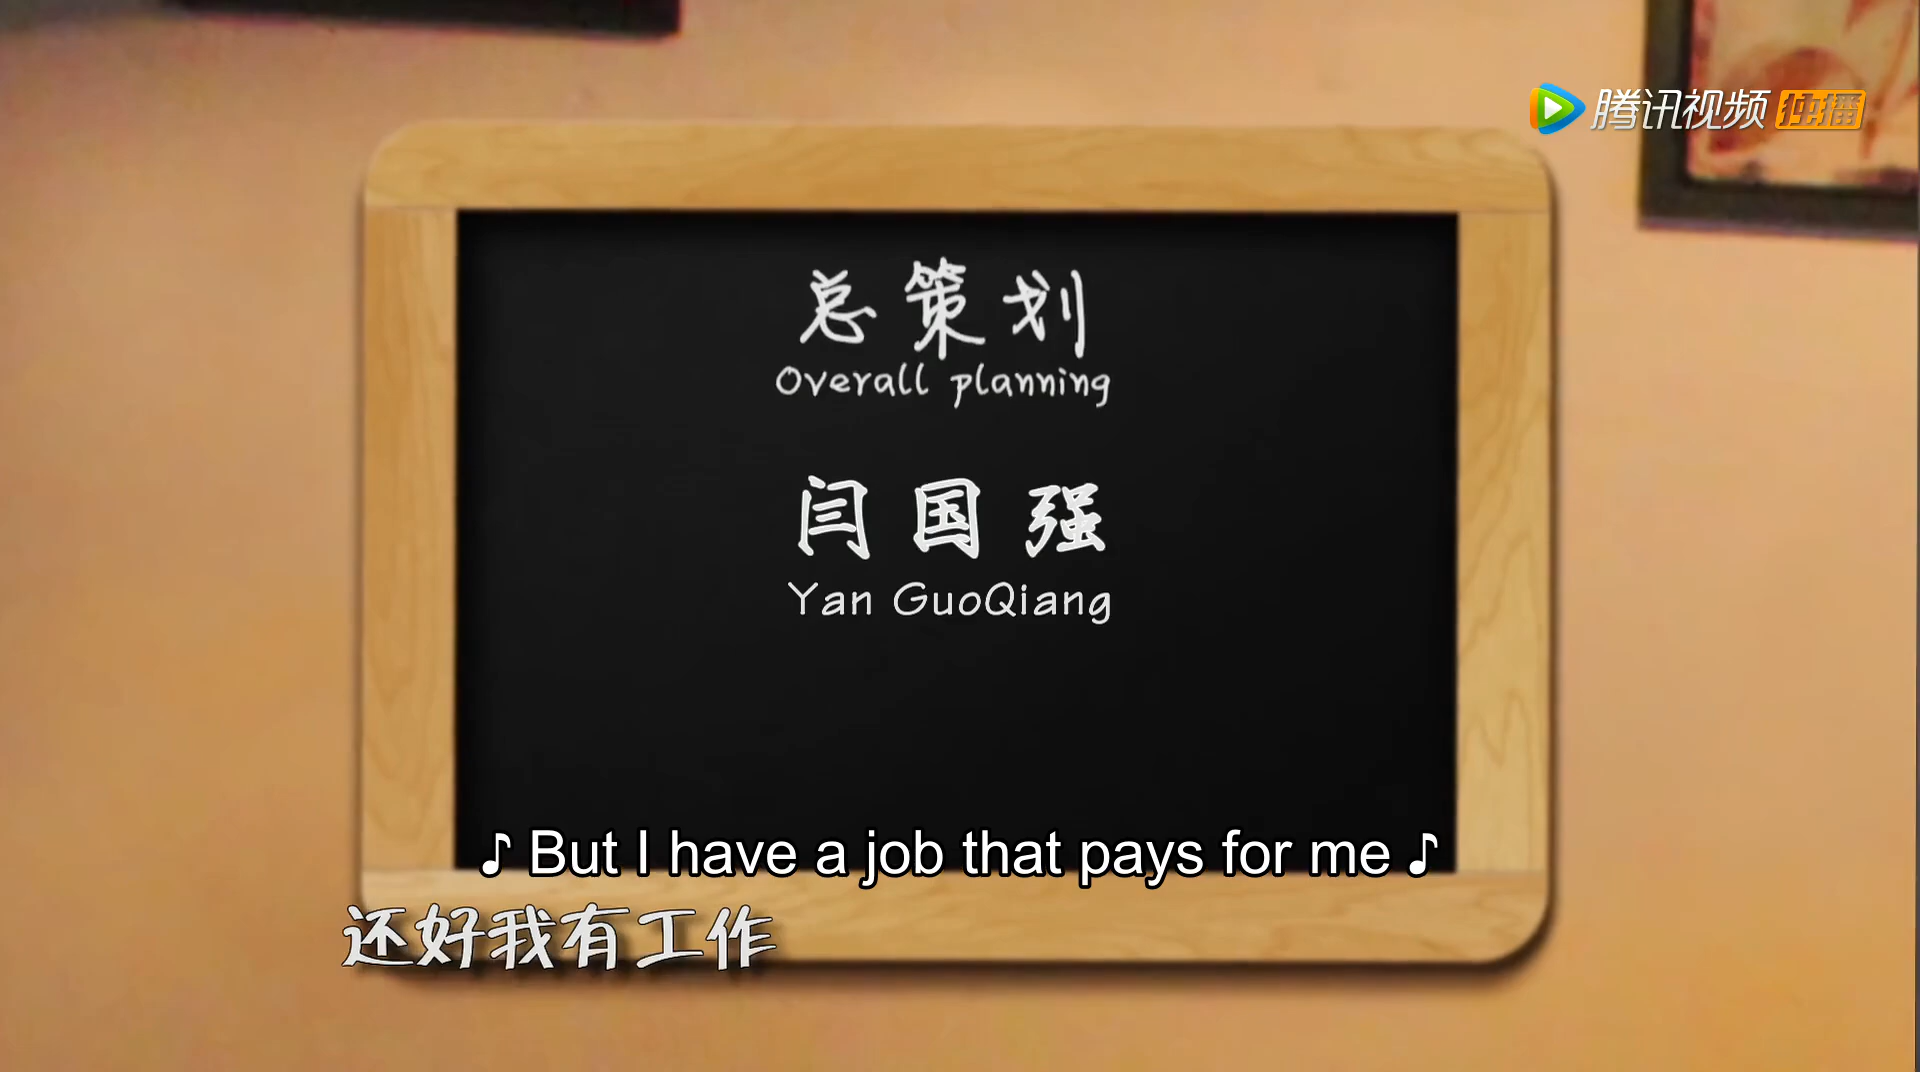 腾讯视频 独播
总策划
Overall planning
闫国强
Yan GuoQiang
♪ But I have a job that pays for me ♪
还好我有工作